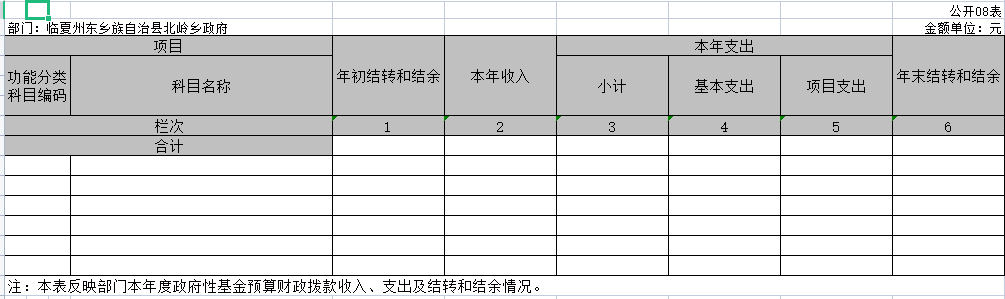 公开08表
部门：临夏州东乡族自治县北岭乡政府 金额单位：元
项目 年初结转和结余 本年收入 本年支出 年末结转和结余
功能分类科目编码 科目名称 小计 基本支出 项目支出
栏次 1 2 3 4 5 6
合计
注：本表反映部门本年度政府性基金预算财政拨款收入、支出及结转和结余情况。